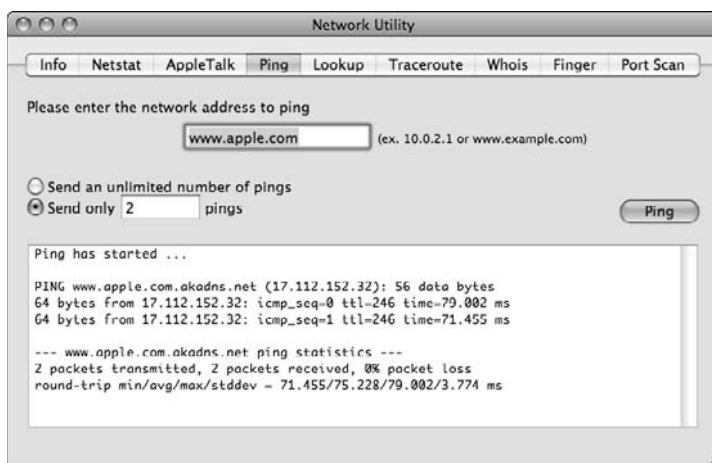 Network Utility
Info Netstat AppleTalk Ping Lookup Traceroute Whois Finger Port Scan
Please enter the network address to ping
www.apple.com (ex. 10.0.2.1 or www.example.com)
Send an unlimited number of pings
Send only 2 pings
Ping
Ping has started ...
PING www.apple.com.akadns.net (17.112.152.32): 56 data bytes
64 bytes from 17.112.152.32: icmp_seq=0 ttl=246 time=79.002 ms
64 bytes from 17.112.152.32: icmp_seq=1 ttl=246 time=71.455 ms
--- www.apple.com.akadns.net ping statistics ---
2 packets transmitted, 2 packets received, 0% packet loss
round-trip min/avg/max/stddev = 71.455/75.228/79.002/3.774 ms